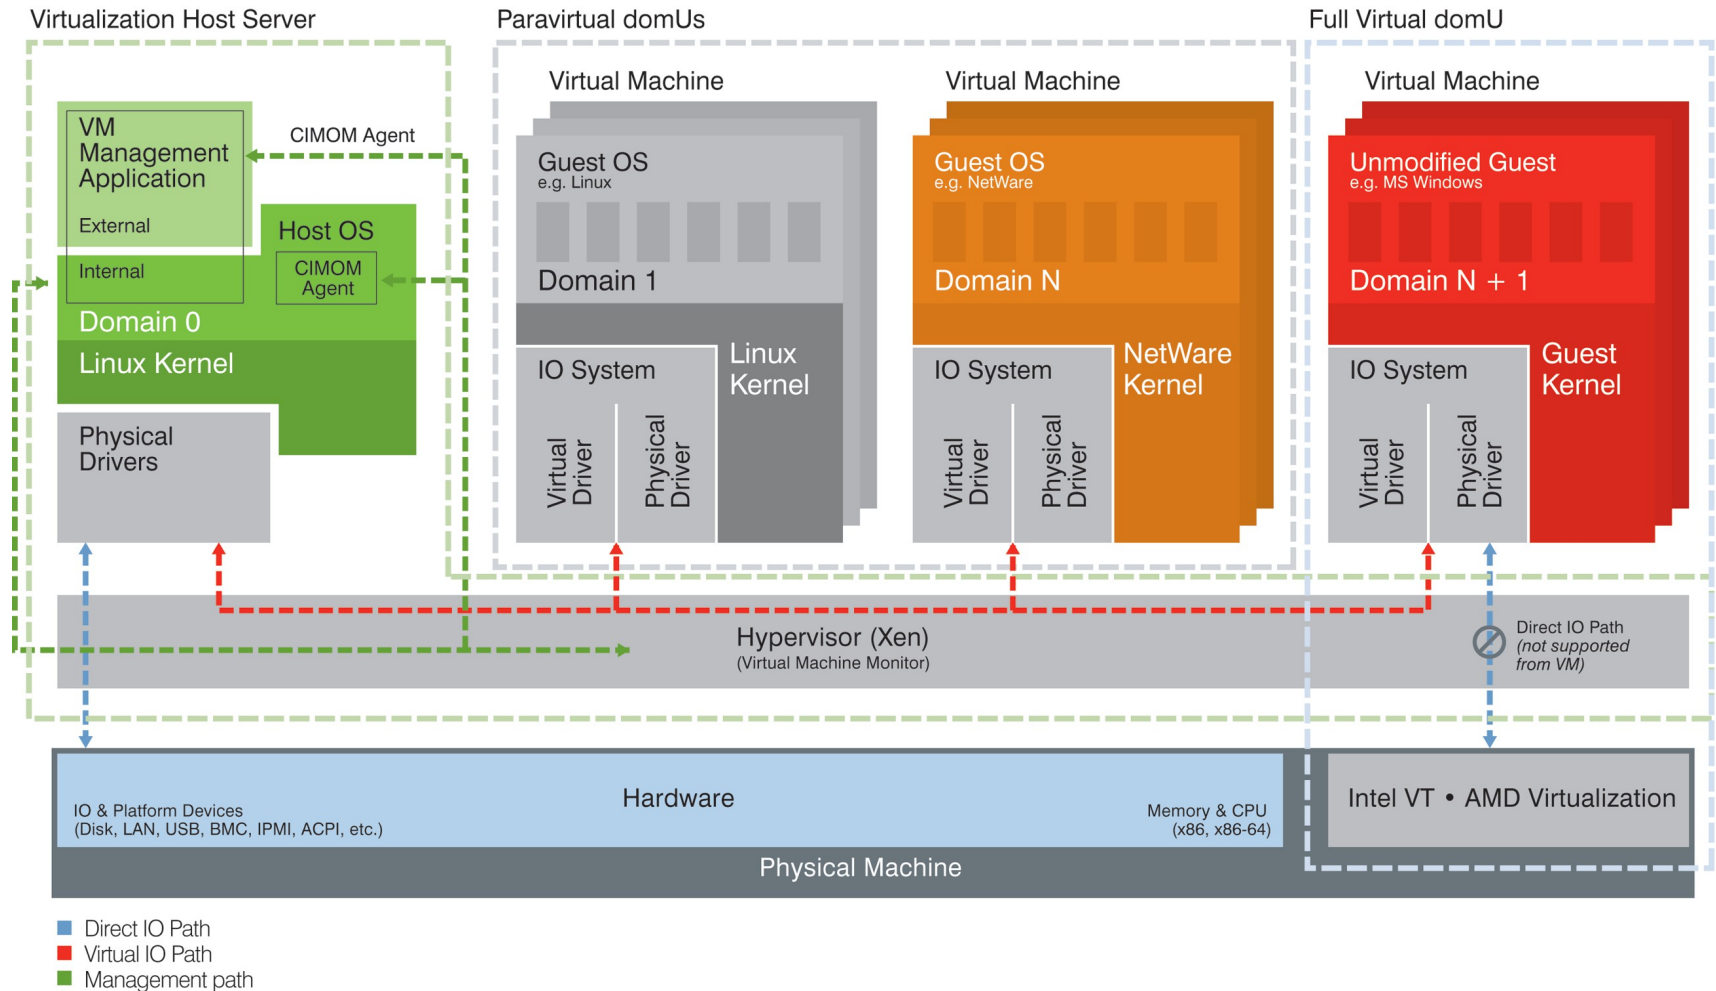 Virtualization Host Server
Paravirtual domUs
Full Virtual domU
VM
Management
Application
External
Internal
CIMOM Agent
Host OS
CIMOM
Agent
Domain 0
Linux Kernel
Physical
Drivers
Virtual Machine
Guest OS
e.g. Linux
Domain 1
Linux
Kernel
IO System
Virtual
Driver
Physical
Driver
Virtual Machine
Guest OS
e.g. NetWare
Domain N
NetWare
Kernel
IO System
Virtual
Driver
Physical
Driver
Virtual Machine
Unmodified Guest
e.g. MS Windows
Domain N + 1
Guest
Kernel
IO System
Virtual
Driver
Physical
Driver
Hypervisor (Xen)
(Virtual Machine Monitor)
Direct IO Path
(not supported
from VM)
Hardware
IO & Platform Devices
(Disk, LAN, USB, BMC, IPMI, ACPI, etc.)
Memory & CPU
(x86, x86-64)
Intel VT • AMD Virtualization
Physical Machine
Direct IO Path
Virtual IO Path
Management path